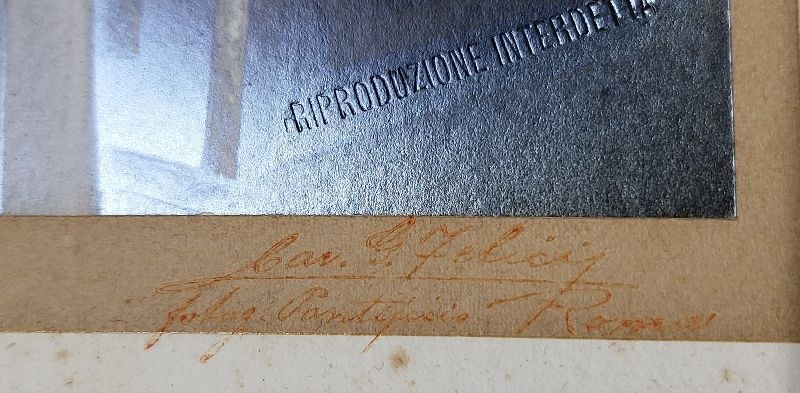 RIPRODUZIONE INTERDETTA
Cav. G. Felici
fotog. Pontificio Roma